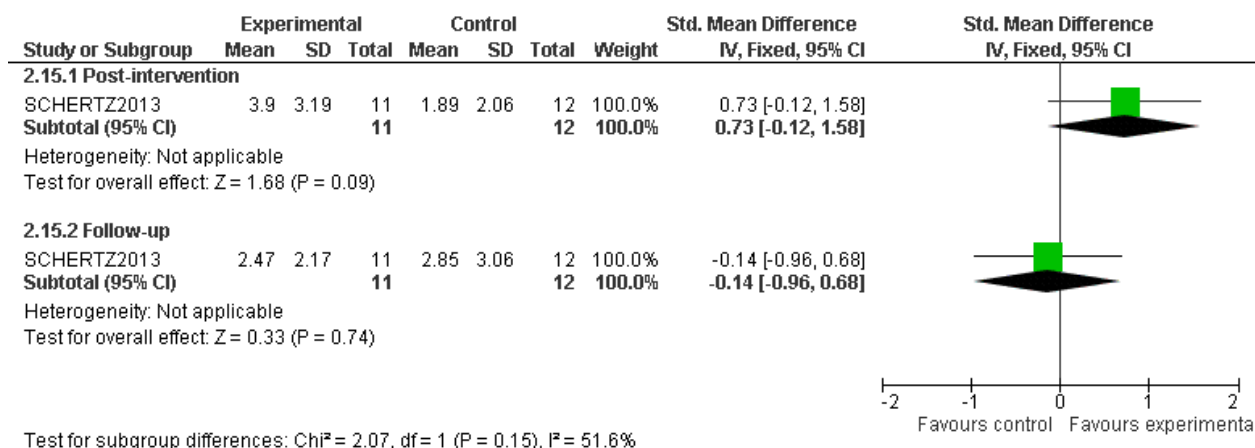 Experimental Control Std. Mean Difference Std. Mean Difference
Study or Subgroup Mean SD Total Mean SD Total Weight IV, Fixed, 95% CI IV, Fixed, 95% CI
2.15.1 Post-intervention
SCHERTZ2013 3.9 3.19 11 1.89 2.06 12 100.0% 0.73 [-0.12, 1.58]
Subtotal (95% CI) 11 12 100.0% 0.73 [-0.12, 1.58]
Heterogeneity: Not applicable
Test for overall effect: Z = 1.68 (P = 0.09)
2.15.2 Follow-up
SCHERTZ2013 2.47 2.17 11 2.85 3.06 12 100.0% -0.14 [-0.96, 0.68]
Subtotal (95% CI) 11 12 100.0% -0.14 [-0.96, 0.68]
Heterogeneity: Not applicable
Test for overall effect: Z = 0.33 (P = 0.74)
-2 -1 0 1 2
Favours control Favours experimenta
Test for subgroup differences: Chi² = 2.07, df = 1 (P = 0.15), I² = 51.6%